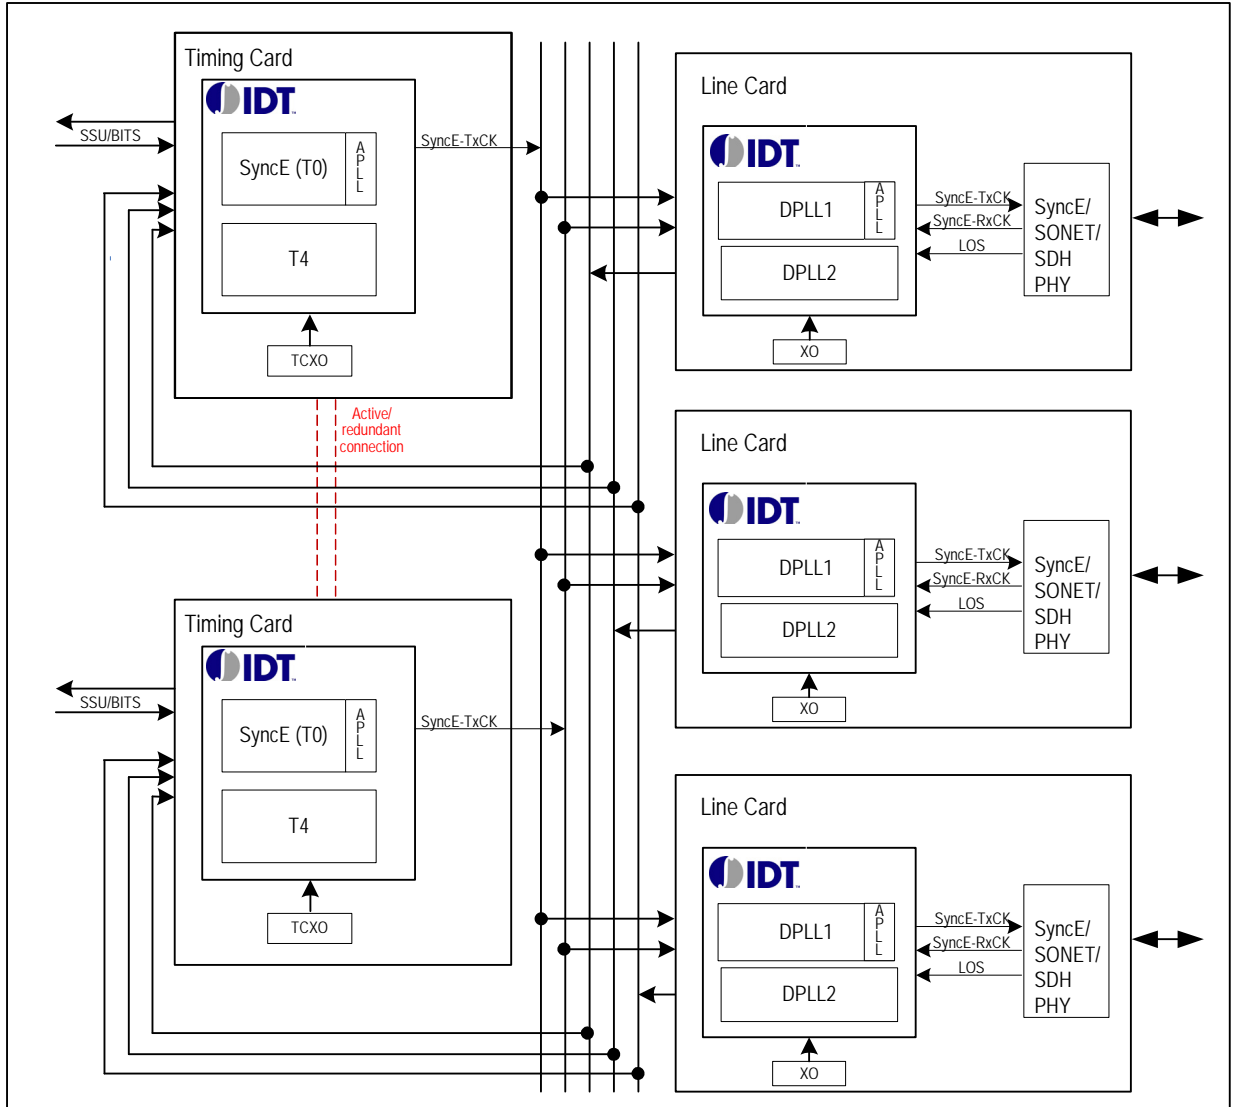 Timing Card
IDT
SSU/BITS
SyncE (T0)
APLL
SyncE-TxCK
T4
TCXO
Active/
redundant
connection
Timing Card
IDT
SSU/BITS
SyncE (T0)
APLL
SyncE-TxCK
T4
TCXO
Line Card
IDT
DPLL1
APLL
DPLL2
XO
SyncE-TxCK
SyncE-RxCK
LOS
SyncE/
SONET/
SDH
PHY
Line Card
IDT
DPLL1
APLL
DPLL2
XO
SyncE-TxCK
SyncE-RxCK
LOS
SyncE/
SONET/
SDH
PHY
Line Card
IDT
DPLL1
APLL
DPLL2
XO
SyncE-TxCK
SyncE-RxCK
LOS
SyncE/
SONET/
SDH
PHY